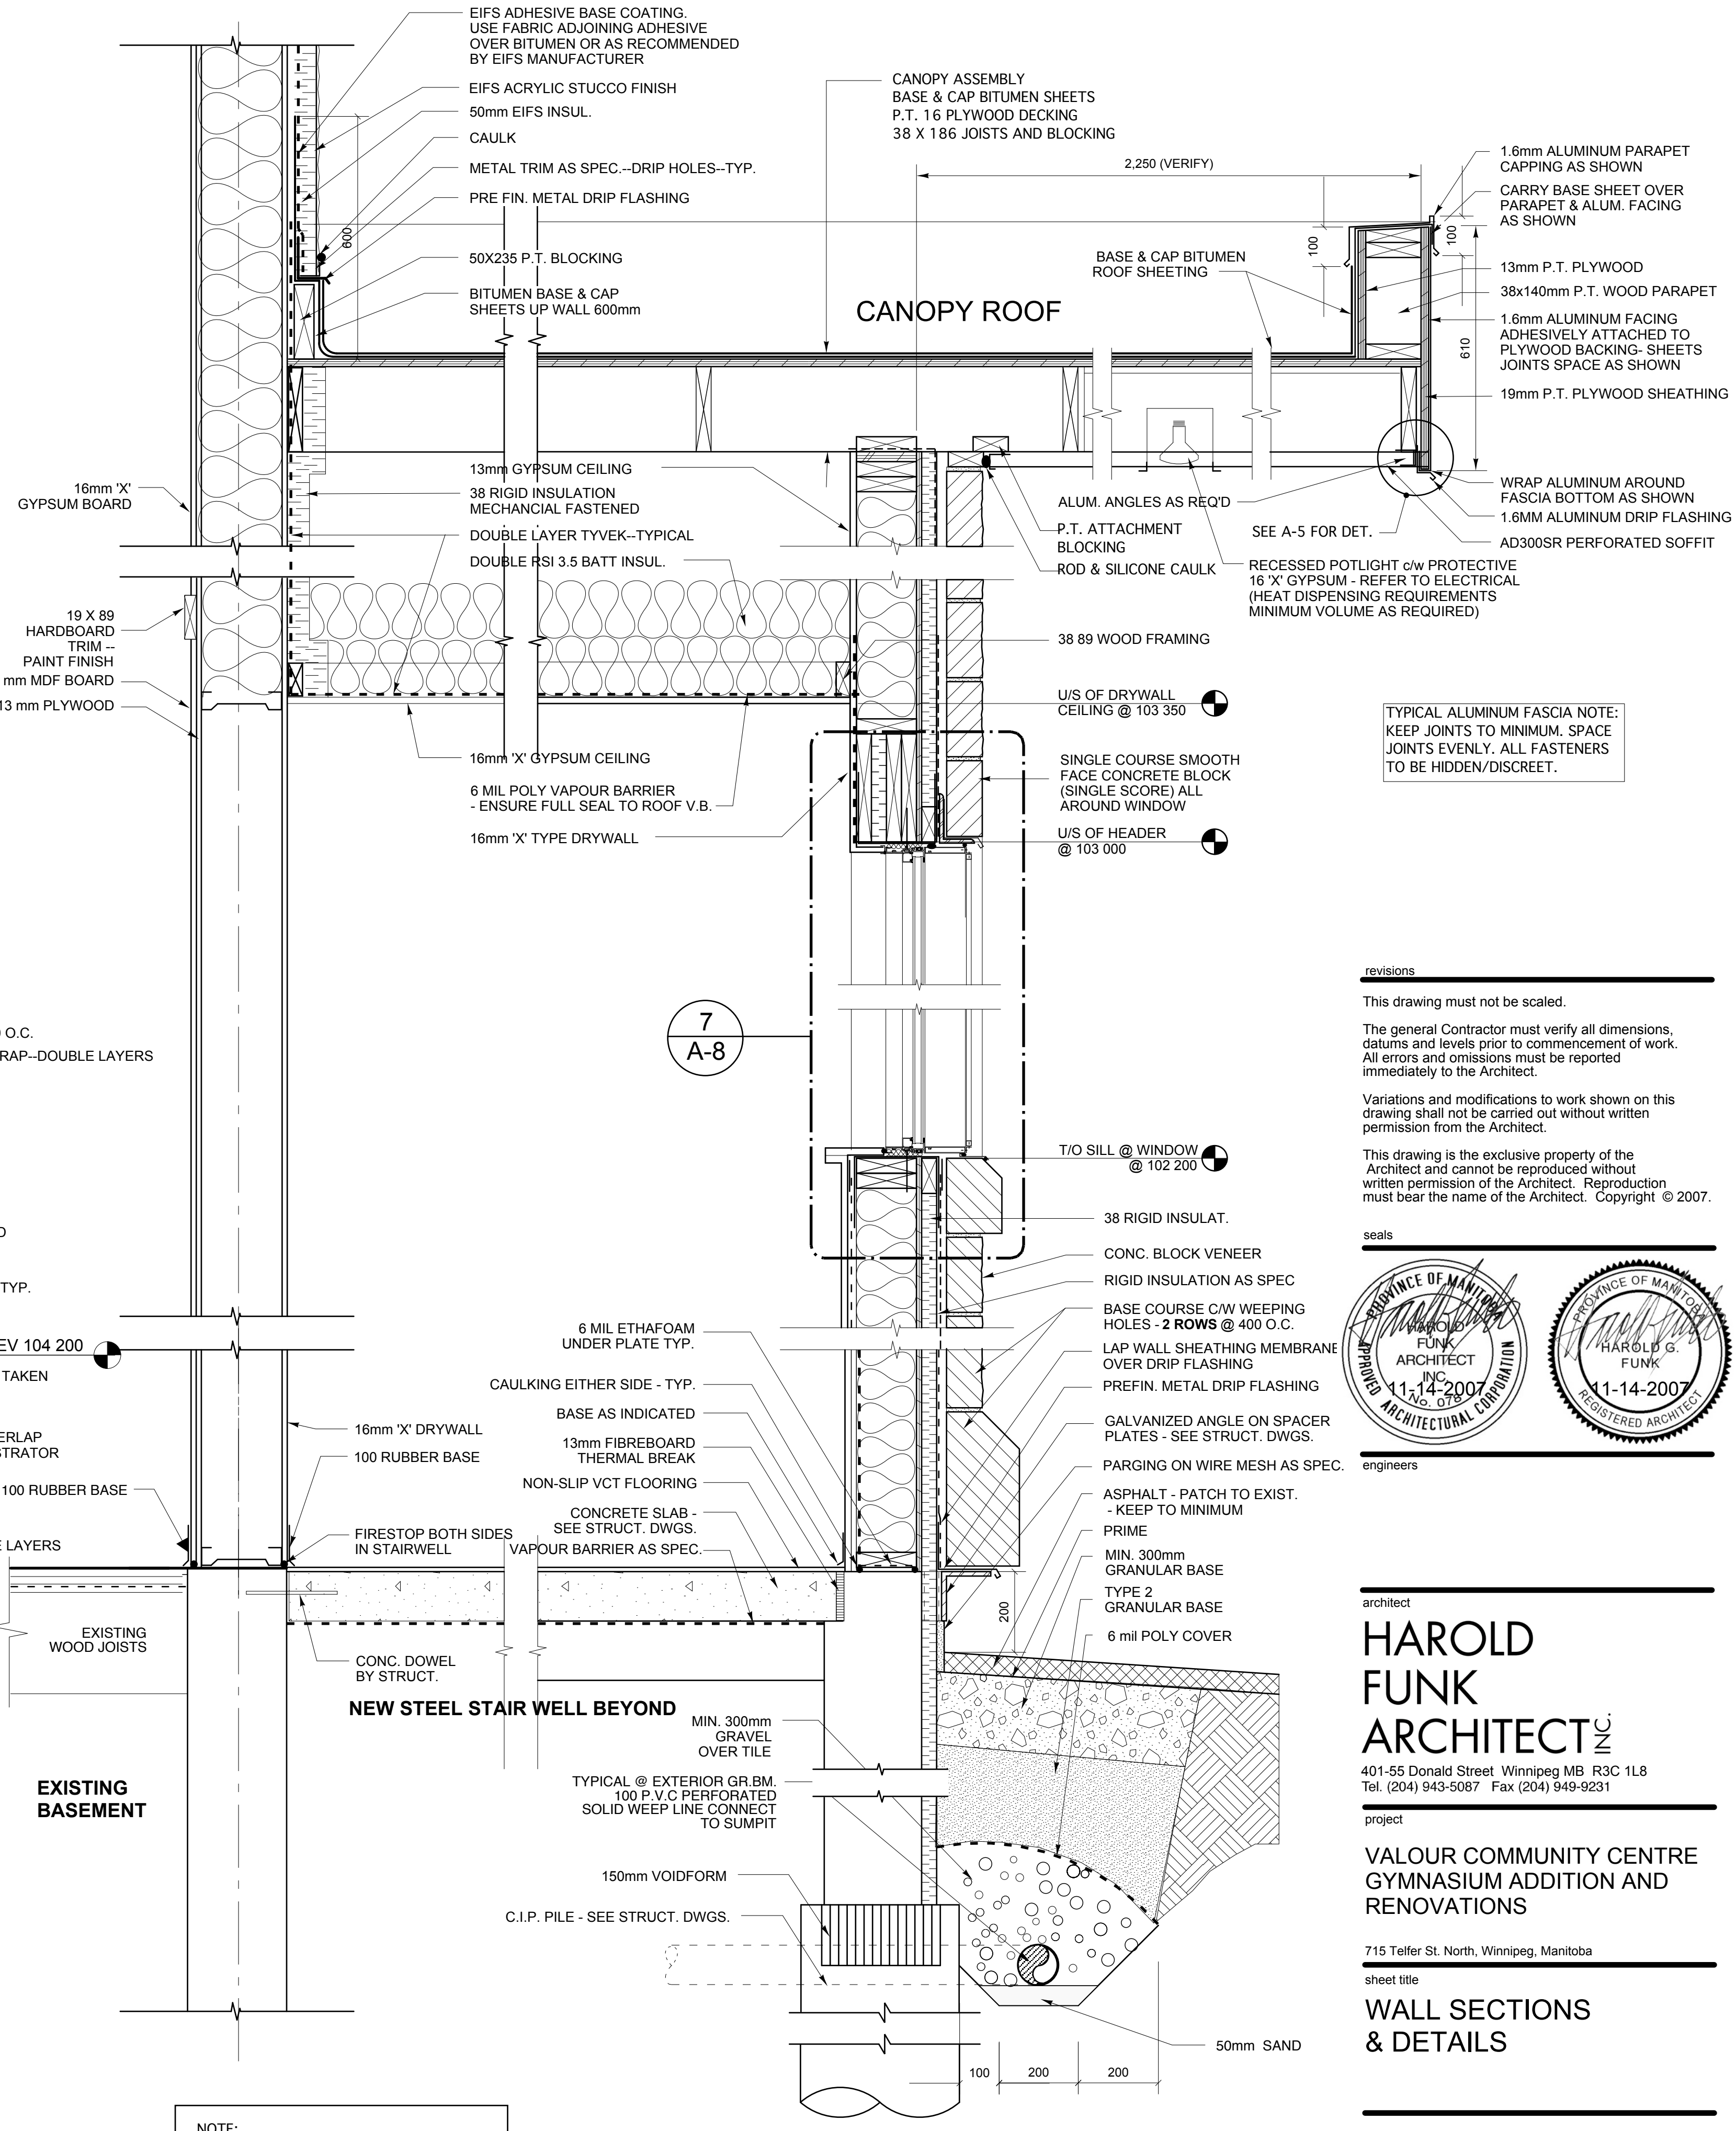 EIFS ADHESIVE BASE COATING.
USE FABRIC ADJOINING ADHESIVE
OVER BITUMEN OR AS RECOMMENDED
BY EIFS MANUFACTURER
EIFS ACRYLIC STUCCO FINISH
50mm EIFS INSUL.
CAULK
METAL TRIM AS SPEC.--DRIP HOLES--TYP.
PRE FIN. METAL DRIP FLASHING
600
50X235 P.T. BLOCKING
BITUMEN BASE & CAP
SHEETS UP WALL 600mm
CANOPY ASSEMBLY
BASE & CAP BITUMEN SHEETS
P.T. 16 PLYWOOD DECKING
38 X 186 JOISTS AND BLOCKING
2,250 (VERIFY)
100
BASE & CAP BITUMEN
ROOF SHEETING
CANOPY ROOF
1.6mm ALUMINUM PARAPET
CAPPING AS SHOWN
CARRY BASE SHEET OVER
PARAPET & ALUM. FACING
AS SHOWN
100
13mm P.T. PLYWOOD
38x140mm P.T. WOOD PARAPET
1.6mm ALUMINUM FACING
ADHESIVELY ATTACHED TO
PLYWOOD BACKING- SHEETS
JOINTS SPACE AS SHOWN
610
19mm P.T. PLYWOOD SHEATHING
WRAP ALUMINUM AROUND
FASCIA BOTTOM AS SHOWN
1.6MM ALUMINUM DRIP FLASHING
AD300SR PERFORATED SOFFIT
16mm 'X'
GYPSUM BOARD
13mm GYPSUM CEILING
38 RIGID INSULATION
MECHANCIAL FASTENED
DOUBLE LAYER TYVEK--TYPICAL
DOUBLE RSI 3.5 BATT INSUL.
ALUM. ANGLES AS REQ'D
P.T. ATTACHMENT
BLOCKING
ROD & SILICONE CAULK
SEE A-5 FOR DET.
RECESSED POTLIGHT c/w PROTECTIVE
16 'X' GYPSUM - REFER TO ELECTRICAL
(HEAT DISPENSING REQUIREMENTS
MINIMUM VOLUME AS REQUIRED)
19 X 89
HARDBOARD
TRIM --
PAINT FINISH
mm MDF BOARD
13 mm PLYWOOD
38 89 WOOD FRAMING
U/S OF DRYWALL
CEILING @ 103 350
TYPICAL ALUMINUM FASCIA NOTE:
KEEP JOINTS TO MINIMUM. SPACE
JOINTS EVENLY. ALL FASTENERS
TO BE HIDDEN/DISCREET.
16mm 'X' GYPSUM CEILING
6 MIL POLY VAPOUR BARRIER
- ENSURE FULL SEAL TO ROOF V.B.
16mm 'X' TYPE DRYWALL
SINGLE COURSE SMOOTH
FACE CONCRETE BLOCK
(SINGLE SCORE) ALL
AROUND WINDOW
U/S OF HEADER
@ 103 000
7
A-8
O.C.
RAP--DOUBLE LAYERS
TYP.
EV 104 200
TAKEN
ERLAP
STRATOR
100 RUBBER BASE
E LAYERS
T/O SILL @ WINDOW
@ 102 200
38 RIGID INSULAT.
CONC. BLOCK VENEER
RIGID INSULATION AS SPEC
BASE COURSE C/W WEEPING
HOLES - 2 ROWS @ 400 O.C.
LAP WALL SHEATHING MEMBRANE
OVER DRIP FLASHING
PREFIN. METAL DRIP FLASHING
GALVANIZED ANGLE ON SPACER
PLATES - SEE STRUCT. DWGS.
PARGING ON WIRE MESH AS SPEC.
ASPHALT - PATCH TO EXIST.
- KEEP TO MINIMUM
PRIME
MIN. 300mm
GRANULAR BASE
TYPE 2
GRANULAR BASE
6 mil POLY COVER
200
6 MIL ETHAFOAM
UNDER PLATE TYP.
CAULKING EITHER SIDE - TYP.
BASE AS INDICATED
13mm FIBREBOARD
THERMAL BREAK
NON-SLIP VCT FLOORING
CONCRETE SLAB -
SEE STRUCT. DWGS.
VAPOUR BARRIER AS SPEC.
16mm 'X' DRYWALL
100 RUBBER BASE
FIRESTOP BOTH SIDES
IN STAIRWELL
EXISTING
WOOD JOISTS
CONC. DOWEL
BY STRUCT.
NEW STEEL STAIR WELL BEYOND
EXISTING
BASEMENT
MIN. 300mm
GRAVEL
OVER TILE
TYPICAL @ EXTERIOR GR.BM.
100 P.V.C PERFORATED
SOLID WEEP LINE CONNECT
TO SUMPIT
150mm VOIDFORM
C.I.P. PILE - SEE STRUCT. DWGS.
50mm SAND
100
200
200
NOTE:
revisions
This drawing must not be scaled.
The general Contractor must verify all dimensions,
datums and levels prior to commencement of work.
All errors and omissions must be reported
immediately to the Architect.
Variations and modifications to work shown on this
drawing shall not be carried out without written
permission from the Architect.
This drawing is the exclusive property of the
Architect and cannot be reproduced without
written permission of the Architect. Reproduction
must bear the name of the Architect. Copyright © 2007.
seals
PROVINCE OF MANITOBA
HAROLD
FUNK
ARCHITECT
INC.
11-14-2007
No. 078
APPROVED ARCHITECTURAL CORPORATION
PROVINCE OF MANITOBA
HAROLD G.
FUNK
11-14-2007
REGISTERED ARCHITECT
engineers
architect
HAROLD
FUNK
ARCHITECT INC.
401-55 Donald Street Winnipeg MB R3C 1L8
Tel. (204) 943-5087 Fax (204) 949-9231
project
VALOUR COMMUNITY CENTRE
GYMNASIUM ADDITION AND
RENOVATIONS
715 Telfer St. North, Winnipeg, Manitoba
sheet title
WALL SECTIONS
& DETAILS